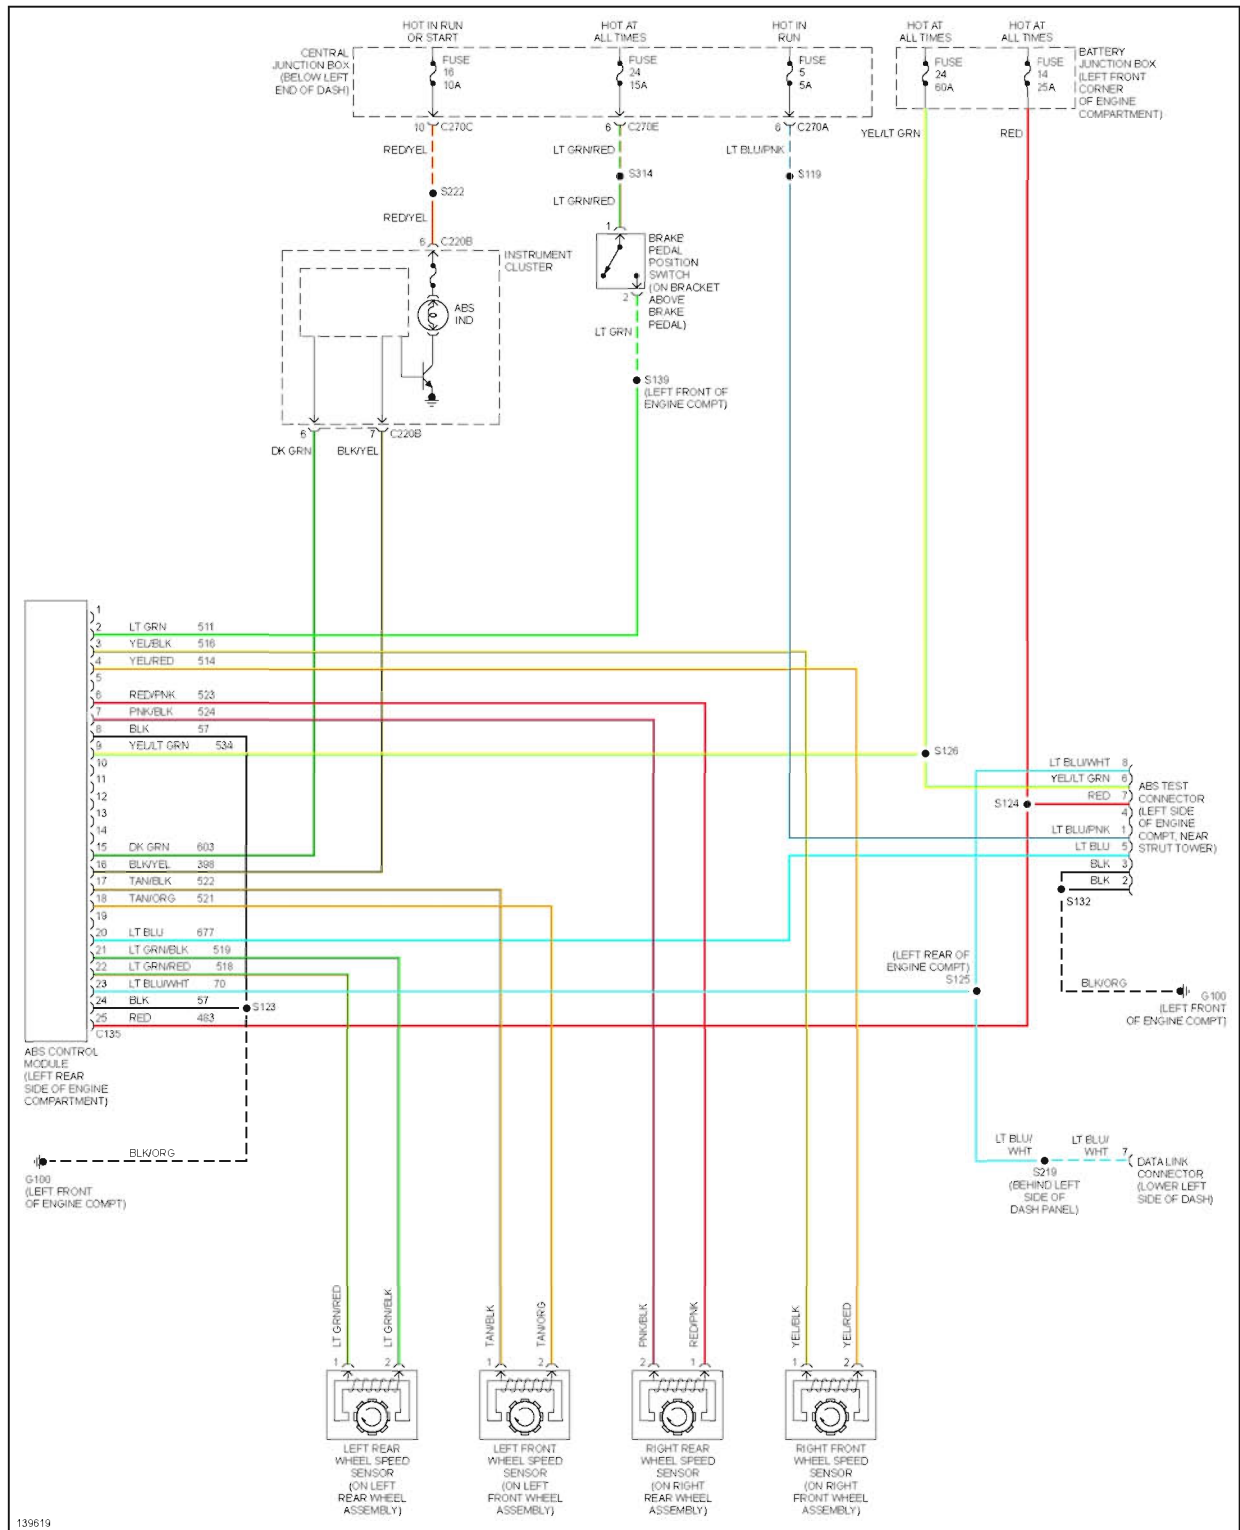 HOT IN RUN
OR START
HOT AT
ALL TIMES
HOT IN
RUN
HOT AT
ALL TIMES
HOT AT
ALL TIMES
CENTRAL
JUNCTION BOX
(BELOW LEFT
END OF DASH)
FUSE
16
10A
FUSE
24
15A
FUSE
5
5A
FUSE
24
60A
FUSE
14
25A
BATTERY
JUNCTION BOX
(LEFT FRONT
CORNER
OF ENGINE
COMPARTMENT)
10 C270C
6 C270E
6 C270A
YEL/LT GRN
RED
RED/YEL
LT GRN/RED
LT BLU/PNK
S222
S314
S119
RED/YEL
LT GRN/RED
6 C220B
1
INSTRUMENT
CLUSTER
ABS
IND
BRAKE
PEDAL
POSITION
SWITCH
(ON BRACKET
ABOVE
BRAKE
PEDAL)
2
LT GRN
S139
(LEFT FRONT OF
ENGINE COMPT)
6
7 C220B
DK GRN
BLK/YEL
1
2 LT GRN 511
3 YEL/BLK 516
4 YEL/RED 514
5
6 RED/PNK 523
7 PNK/BLK 524
8 BLK 57
9 YEL/LT GRN 534
10
11
12
13
14
15 DK GRN 603
16 BLK/YEL 398
17 TAN/BLK 522
18 TAN/ORG 521
19
20 LT BLU 677
21 LT GRN/BLK 519
22 LT GRN/RED 518
23 LT BLU/WHT 70
24 BLK 57
25 RED 483
C135
S123
ABS CONTROL
MODULE
(LEFT REAR
SIDE OF ENGINE
COMPARTMENT)
BLK/ORG
G100
(LEFT FRONT
OF ENGINE COMPT)
S126
S124
LT BLU/WHT 8
YEL/LT GRN 6
RED 7
4
LT BLU/PNK 1
LT BLU 5
BLK 3
BLK 2
ABS TEST
CONNECTOR
(LEFT SIDE
OF ENGINE
COMPT, NEAR
STRUT TOWER)
S132
(LEFT REAR OF
ENGINE COMPT)
S125
BLK/ORG
G100
(LEFT FRONT
OF ENGINE COMPT)
LT BLU/
WHT
LT BLU/
WHT
7
S219
(BEHIND LEFT
SIDE OF
DASH PANEL)
DATA LINK
CONNECTOR
(LOWER LEFT
SIDE OF DASH)
LT GRN/RED
LT GRN/BLK
TAN/BLK
TAN/ORG
PNK/BLK
RED/PNK
YEL/BLK
YEL/RED
1 2
1 2
2 1
1 2
LEFT REAR
WHEEL SPEED
SENSOR
(ON LEFT
REAR WHEEL
ASSEMBLY)
LEFT FRONT
WHEEL SPEED
SENSOR
(ON LEFT
FRONT WHEEL
ASSEMBLY)
RIGHT REAR
WHEEL SPEED
SENSOR
(ON RIGHT
REAR WHEEL
ASSEMBLY)
RIGHT FRONT
WHEEL SPEED
SENSOR
(ON RIGHT
FRONT WHEEL
ASSEMBLY)
139619